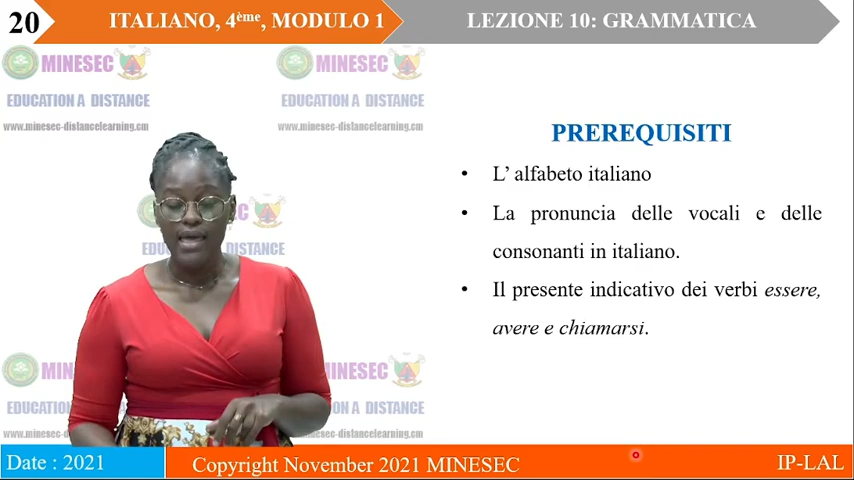 20
ITALIANO, 4ème, MODULO 1
LEZIONE 10: GRAMMATICA
MINESEC
MINESEC
EDUCATION A DISTANCE
EDUCATION A DISTANCE
www.minesec-distancelearning.cm
www.minesec-distancelearning.cm
PREREQUISITI
• L’ alfabeto italiano
• La pronuncia delle vocali e delle
consonanti in italiano.
• Il presente indicativo dei verbi essere,
avere e chiamarsi.
DISTANCE
MINESEC
MINESEC
EDUCATION
DISTANCE
www.minesec-distancelearning.cm
Date : 2021
Copyright November 2021 MINESEC
IP-LAL